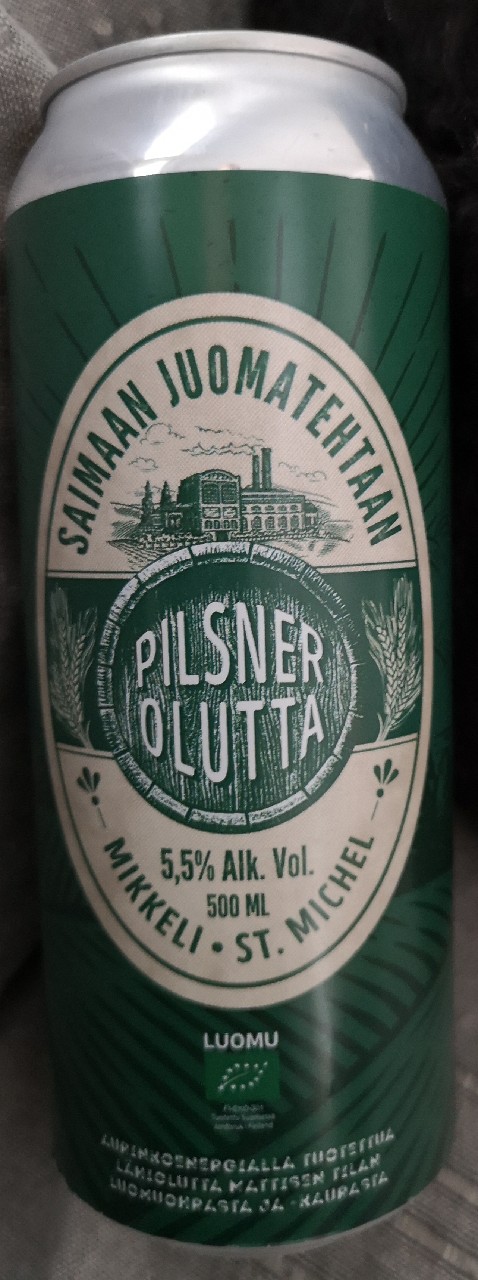 SAIMAAN JUOMATEHTAAN
PILSNER
OLUTTA
5,5% Alk. Vol.
500 ML
MIKKELI • ST. MICHEL
LUOMU
AURINKOENERGIALLA TUOTETTUA
LÄHIOLUTTA MATTISEN TILAN
LUOMUOHRASTA JA -KAURASTA